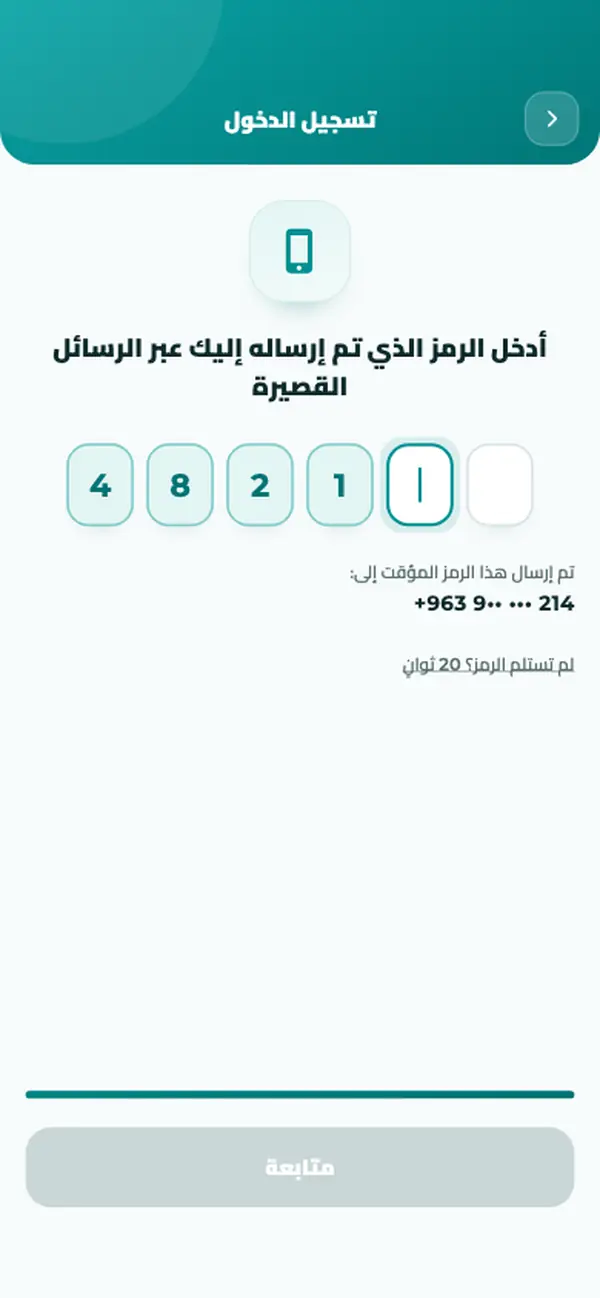 تسجيل الدخول
أدخل الرمز الذي تم إرساله إليك عبر الرسائل
القصيرة
4 8 2 1
تم إرسال هذا الرمز المؤقت إلى:
+963 9•• ••• 214
لم تستلم الرمز؟ 20 ثوانٍ
متابعة